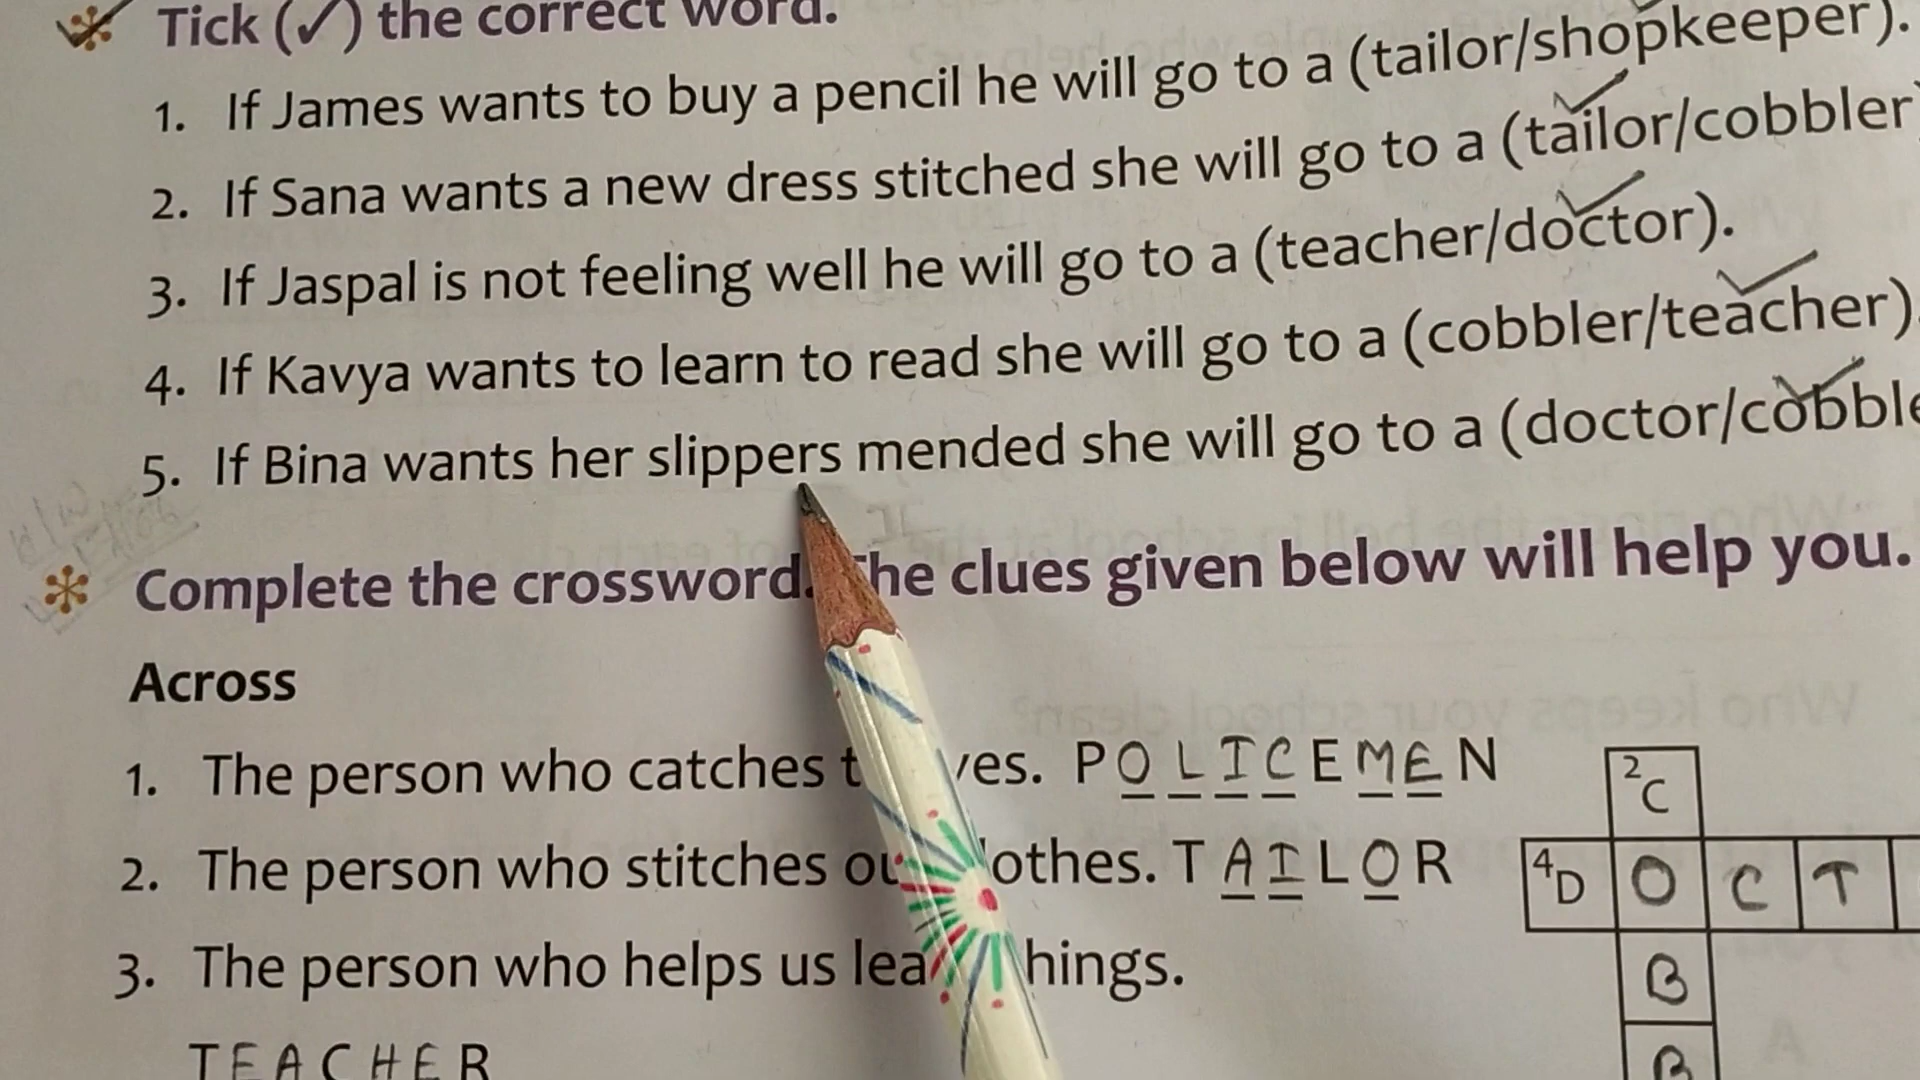 Tick (✓) the correct word.
1. If James wants to buy a pencil he will go to a (tailor/shopkeeper).
2. If Sana wants a new dress stitched she will go to a (tailor/cobbler
3. If Jaspal is not feeling well he will go to a (teacher/doctor).
4. If Kavya wants to learn to read she will go to a (cobbler/teacher).
5. If Bina wants her slippers mended she will go to a (doctor/cobble
Complete the crossword. The clues given below will help you.
Across
1. The person who catches t ves. POLICEMEN
2. The person who stitches ou lothes. TAILOR
3. The person who helps us lea hings.
TEACHER
2 C
4 D O C T
B
B